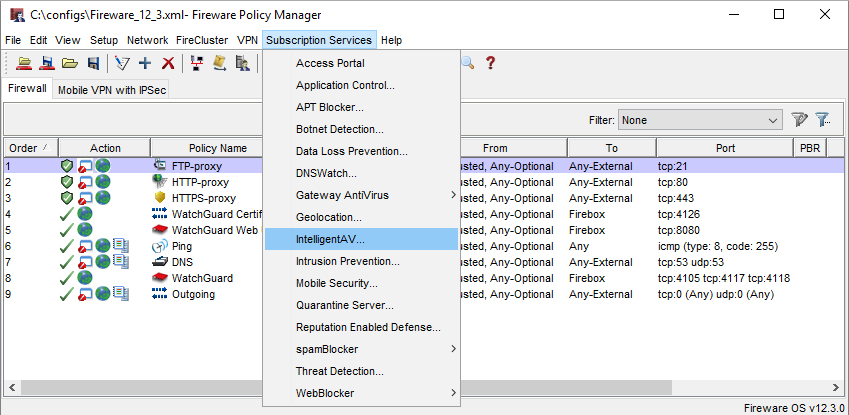 C:\configs\Fireware_12_3.xml- Fireware Policy Manager
File Edit View Setup Network FireCluster VPN Subscription Services Help
Access Portal
Application Control...
APT Blocker...
Botnet Detection...
Data Loss Prevention...
DNSWatch...
Gateway AntiVirus
Geolocation...
IntelligentAV...
Intrusion Prevention...
Mobile Security...
Quarantine Server...
Reputation Enabled Defense...
spamBlocker
Threat Detection...
WebBlocker
Firewall Mobile VPN with IPSec
Filter: None
Order Action Policy Name From To Port PBR
1 FTP-proxy usted, Any-Optional Any-External tcp:21
2 HTTP-proxy usted, Any-Optional Any-External tcp:80
3 HTTPS-proxy usted, Any-Optional Any-External tcp:443
4 WatchGuard Certif usted, Any-Optional Firebox tcp:4126
5 WatchGuard Web usted, Any-Optional Firebox tcp:8080
6 Ping usted, Any-Optional Any icmp (type: 8, code: 255)
7 DNS usted, Any-Optional Any-External tcp:53 udp:53
8 WatchGuard usted, Any-Optional Firebox tcp:4105 tcp:4117 tcp:4118
9 Outgoing usted, Any-Optional Any-External tcp:0 (Any) udp:0 (Any)
Fireware OS v12.3.0